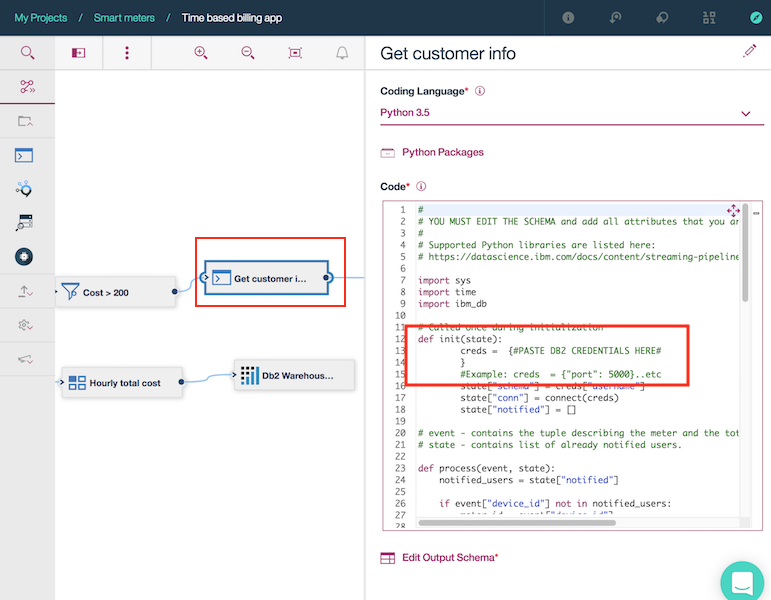 My Projects / Smart meters / Time based billing app
Get customer info
Coding Language*
Python 3.5
Python Packages
Code*
Cost > 200
Get customer i...
Hourly total cost
Db2 Warehous...
1 #
2 # YOU MUST EDIT THE SCHEMA and add all attributes that you ar
3 #
4 # Supported Python libraries are listed here:
5 # https://datascience.ibm.com/docs/content/streaming-pipeline
6
7 import sys
8 import time
9 import ibm_db
10
11 # Called once during initialization
12 def init(state):
13 creds = {#PASTE DB2 CREDENTIALS HERE#
14 }
15 #Example: creds = {"port": 5000}..etc
16 state["schema"] = creds["username"]
17 state["conn"] = connect(creds)
18 state["notified"] = []
19
20 # event - contains the tuple describing the meter and the tot
21 # state - contains list of already notified users.
22
23 def process(event, state):
24 notified_users = state["notified"]
25
26 if event["device_id"] not in notified_users:
27 meter_id = event["device_id"]
28
Edit Output Schema*